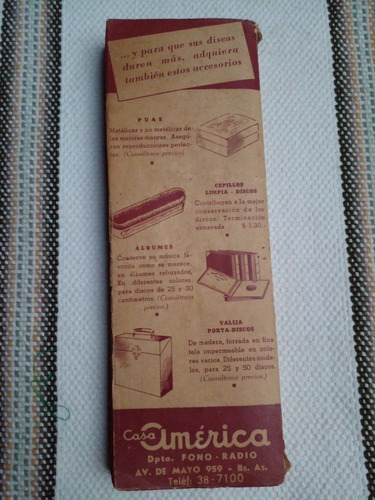 ...y para que sus discos
duren más, adquiera
también estos accesorios
PUAS
Metálicas y no metálicas de
las mejores marcas. Asegu-
ran reproducciones perfec-
tas. (Consúltenos precios)
CEPILLOS
LIMPIA - DISCOS
Contribuyen a la mejor
conservación de los
discos. Terminación
esmerada $ 1.30.
ALBUMES
Conserve su música fa-
vorita como se merece,
en álbumes reforzados,
En diferentes colores,
para discos de 25 y 30
centímetros (Consúltenos
precios).
VALIJA
PORTA-DISCOS
De madera, forrada en fina
tela impermeable en colo-
res varios. Diferentes mode-
los, para 25 y 50 discos.
(Consúltenos precios.)
Casa América
Dpto. FONO - RADIO
AV. DE MAYO 959 - Bs. As.
Teléf: 38-7100